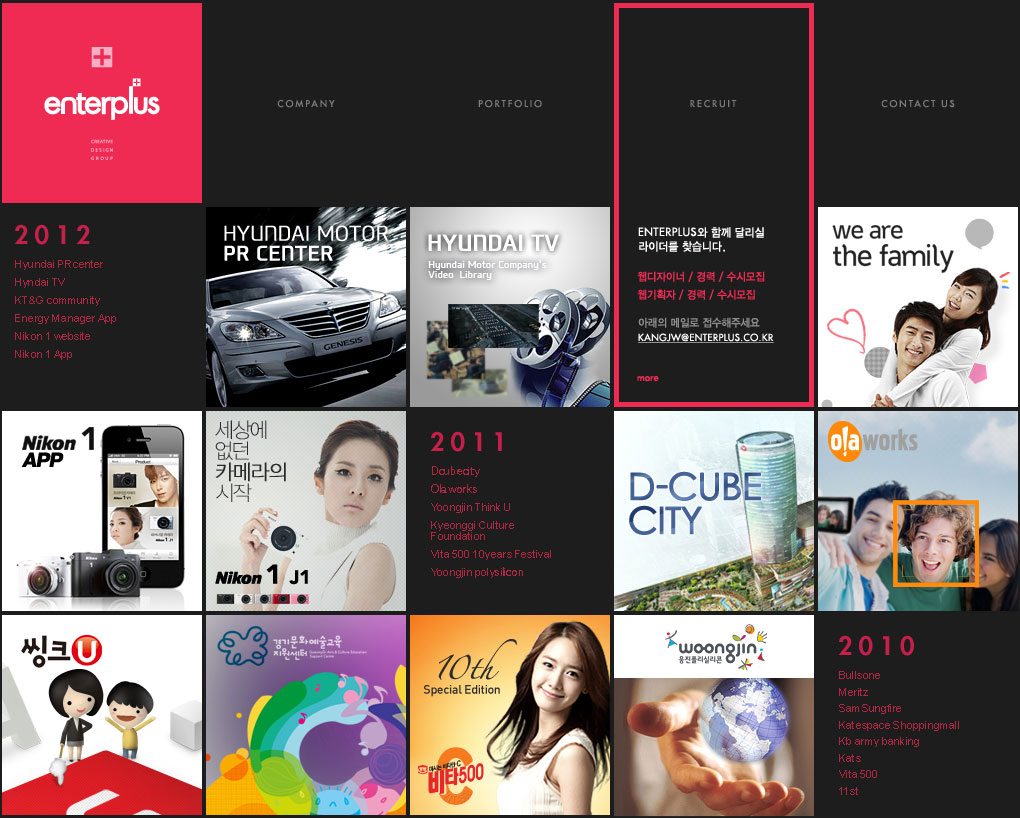 enterplus
CREATIVE
DESIGN
GROUP
COMPANY
PORTFOLIO
RECRUIT
CONTACT US
2012
Hyundai PR center
Hyndai TV
KT&G community
Energy Manager App
Nikon 1 website
Nikon 1 App
HYUNDAI MOTOR
PR CENTER
GENESIS
HYUNDAI TV
Hyundai Motor Company's
Video Library
ENTERPLUS와 함께 달리실
라이더를 찾습니다.
웹디자이너 / 경력 / 수시모집
웹기획자 / 경력 / 수시모집
아래의 메일로 접수해주세요
KANGJW@ENTERPLUS.CO.KR
more
we are
the family
Nikon 1
APP
Product
세상에
없던
카메라의
시작
Nikon 1 J1
2011
Dcubecity
Olaworks
Yoongjin Think U
Kyeonggi Culture
Foundation
Vita 500 10years Festival
Yoongjin polysilicon
D-CUBE
CITY
olaworks
씽크U
경기문화예술교육
지원센터
10th
Special Edition
비타500
woongjin
웅진폴리실리콘
2010
Bullsone
Meritz
Sam Sungfire
Katespace Shoppingmall
Kb army banking
Kats
Vita 500
11st